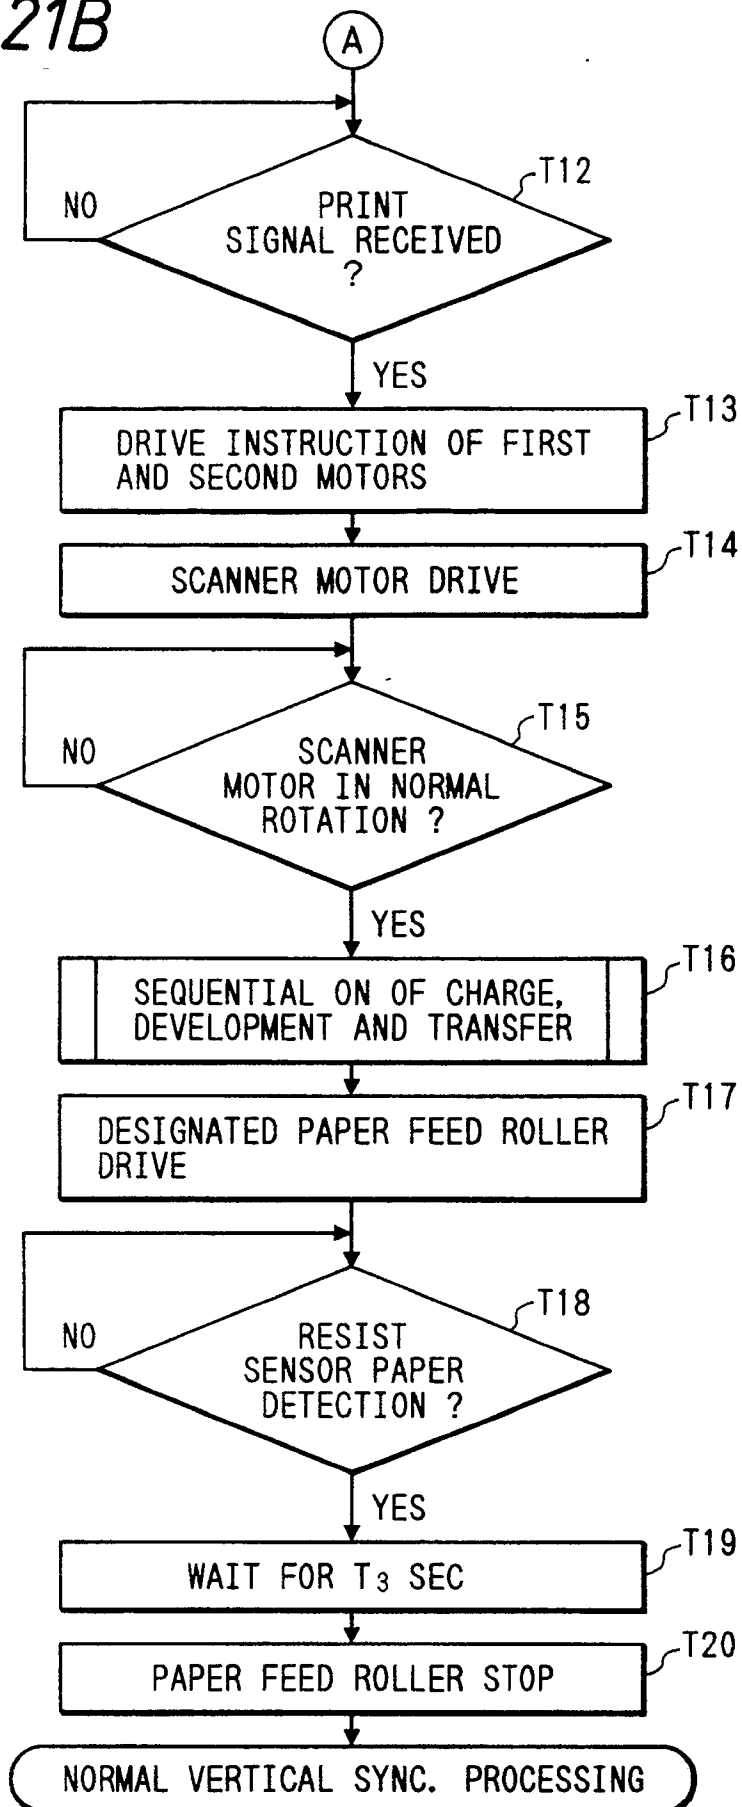 21B
A
T12
NO
PRINT
SIGNAL RECEIVED
?
YES
T13
DRIVE INSTRUCTION OF FIRST
AND SECOND MOTORS
T14
SCANNER MOTOR DRIVE
T15
NO
SCANNER
MOTOR IN NORMAL
ROTATION ?
YES
T16
SEQUENTIAL ON OF CHARGE,
DEVELOPMENT AND TRANSFER
T17
DESIGNATED PAPER FEED ROLLER
DRIVE
T18
NO
RESIST
SENSOR PAPER
DETECTION ?
YES
T19
WAIT FOR T3 SEC
T20
PAPER FEED ROLLER STOP
NORMAL VERTICAL SYNC. PROCESSING